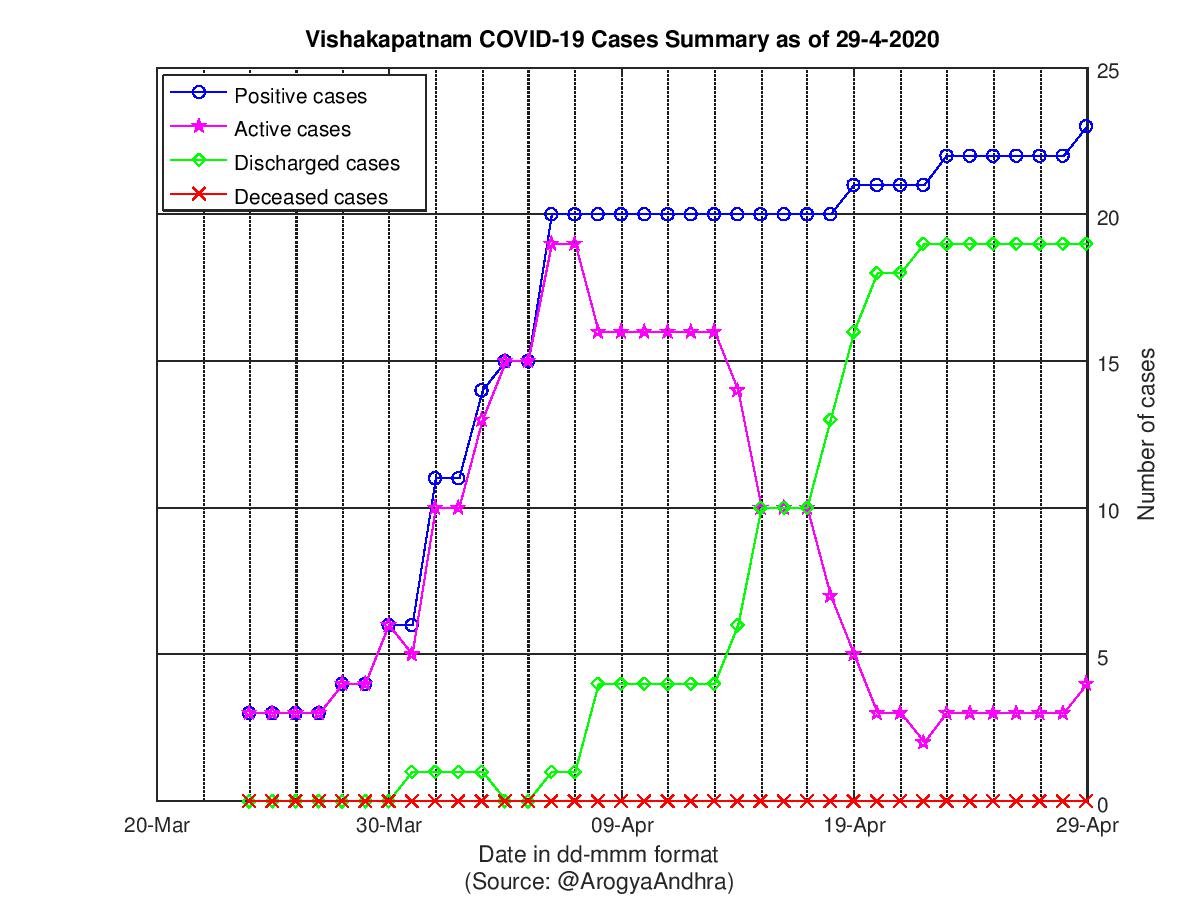 Vishakapatnam COVID-19 Cases Summary as of 29-4-2020
Positive cases
Active cases
Discharged cases
Deceased cases
25
20
15
10
5
0
Number of cases
20-Mar 30-Mar 09-Apr 19-Apr 29-Apr
Date in dd-mmm format
(Source: @ArogyaAndhra)